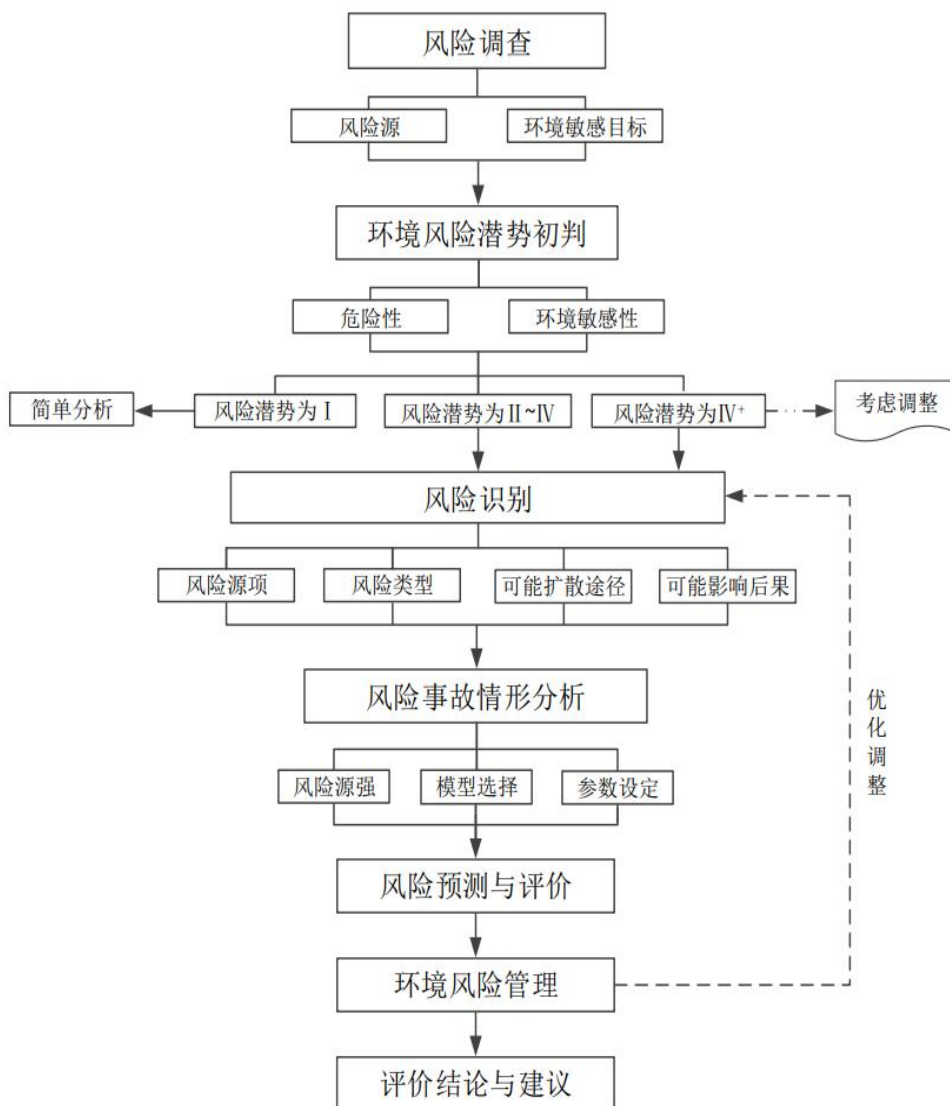 风险调查
风险源
环境敏感目标
环境风险潜势初判
危险性
环境敏感性
简单分析
风险潜势为Ⅰ
风险潜势为Ⅱ~Ⅳ
风险潜势为Ⅳ⁺
考虑调整
风险识别
风险源项
风险类型
可能扩散途径
可能影响后果
风险事故情形分析
优化调整
风险源强
模型选择
参数设定
风险预测与评价
环境风险管理
评价结论与建议